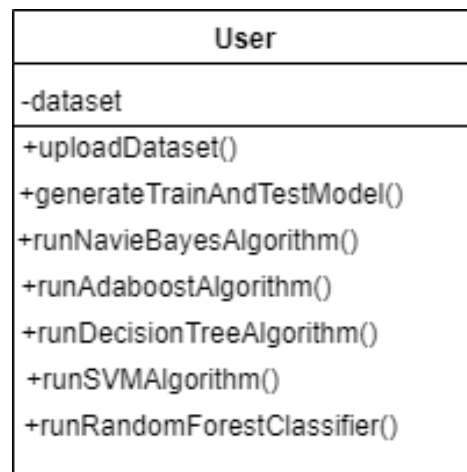 User
-dataset
+uploadDataset()
+generateTrainAndTestModel()
+runNavieBayesAlgorithm()
+runAdaboostAlgorithm()
+runDecisionTreeAlgorithm()
+runSVMAlgorithm()
+runRandomForestClassifier()